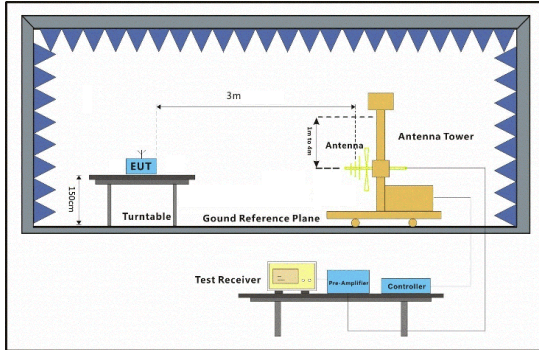 3m
1m to 4m
Antenna
Antenna Tower
EUT
150cm
Turntable
Gound Reference Plane
Test Receiver
Pre-Amplifier
Controller